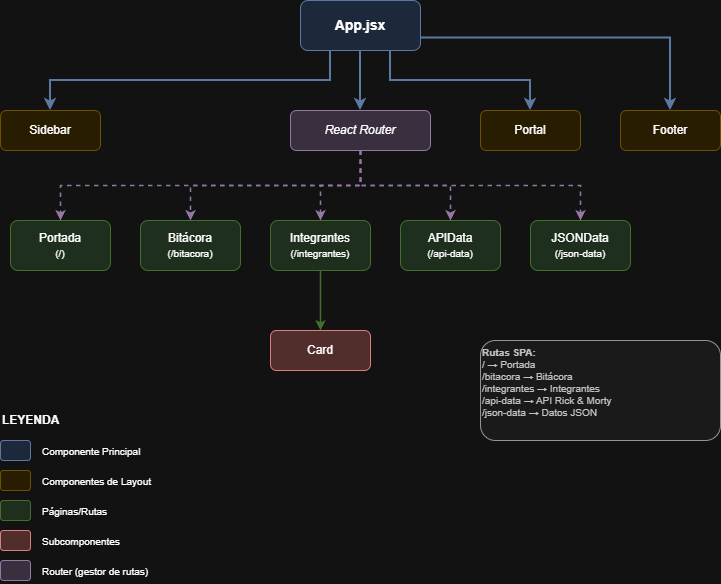 App.jsx
Sidebar
React Router
Portal
Footer
Portada
(/)
Bitácora
(/bitacora)
Integrantes
(/integrantes)
APIData
(/api-data)
JSONData
(/json-data)
Card
Rutas SPA:
/ → Portada
/bitacora → Bitácora
/integrantes → Integrantes
/api-data → API Rick & Morty
/json-data → Datos JSON
LEYENDA
Componente Principal
Componentes de Layout
Páginas/Rutas
Subcomponentes
Router (gestor de rutas)